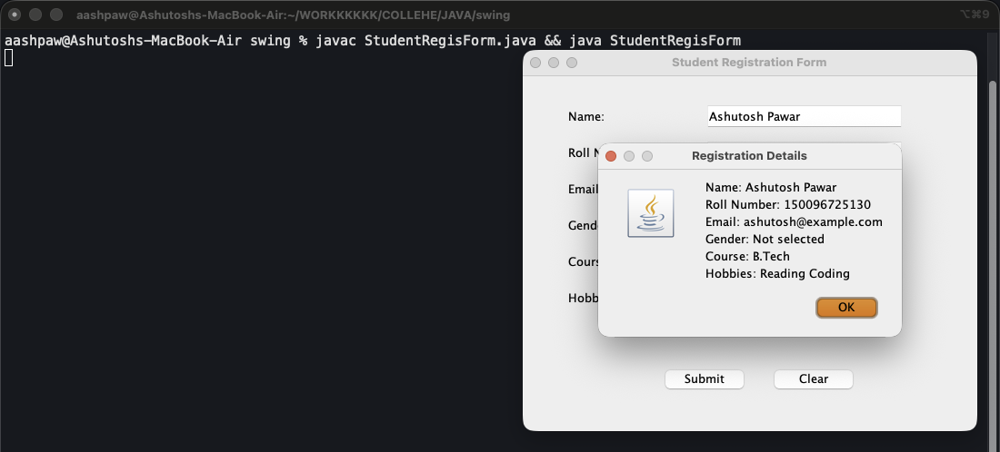 aashpaw@Ashutoshs-MacBook-Air:~/WORKKKKKK/COLLEHE/JAVA/swing
⌥⌘9
aashpaw@Ashutoshs-MacBook-Air swing % javac StudentRegisForm.java && java StudentRegisForm
Student Registration Form
Name: Ashutosh Pawar
Roll N
Email
Gend
Cours
Hobb
Registration Details
Name: Ashutosh Pawar
Roll Number: 150096725130
Email: ashutosh@example.com
Gender: Not selected
Course: B.Tech
Hobbies: Reading Coding
OK
Submit Clear